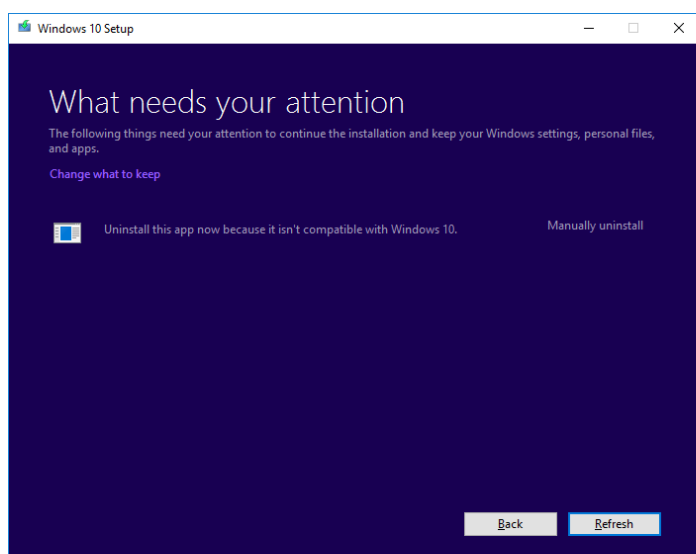 Windows 10 Setup
What needs your attention
The following things need your attention to continue the installation and keep your Windows settings, personal files,
and apps.
Change what to keep
Uninstall this app now because it isn't compatible with Windows 10. Manually uninstall
Back Refresh